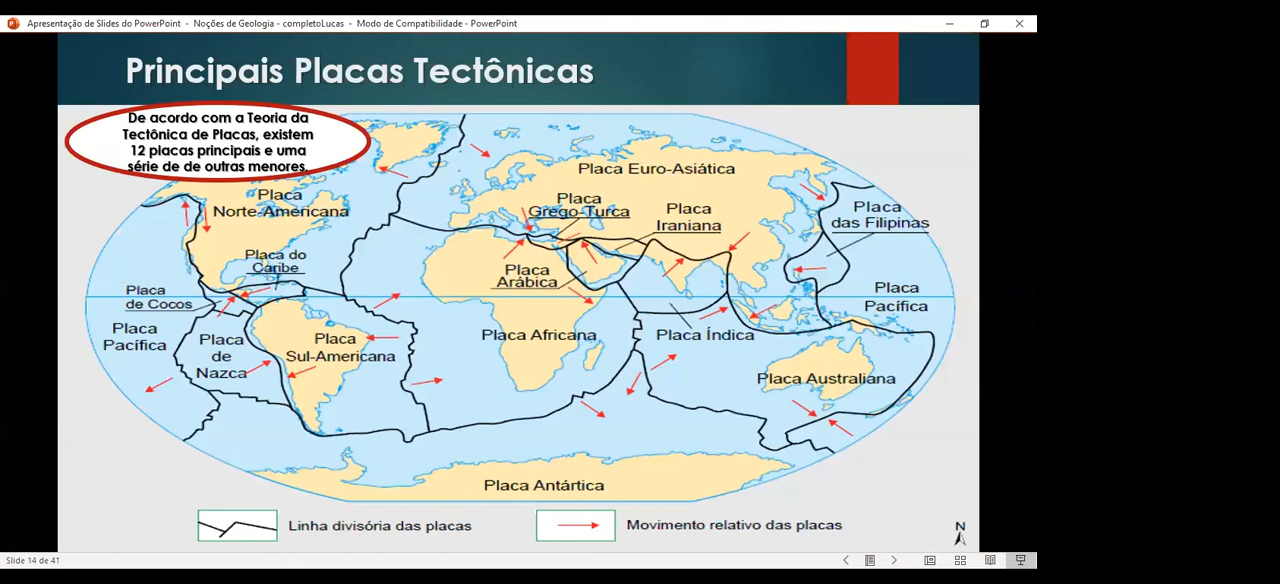 Apresentação de Slides do PowerPoint - Noções de Geologia - completoLucas - Modo de Compatibilidade - PowerPoint
Principais Placas Tectônicas
De acordo com a Teoria da
Tectônica de Placas, existem
12 placas principais e uma
série de de outras menores.
Placa Euro-Asiática
Placa
Norte-Americana
Placa
Grego-Turca
Placa
Iraniana
Placa
das Filipinas
Placa do
Caribe
Placa
Arábica
Placa
de Cocos
Placa
Pacífica
Placa
Pacífica
Placa
de
Nazca
Placa
Sul-Americana
Placa Africana
Placa Índica
Placa Australiana
Placa Antártica
Linha divisória das placas
Movimento relativo das placas
N
Slide 14 de 41